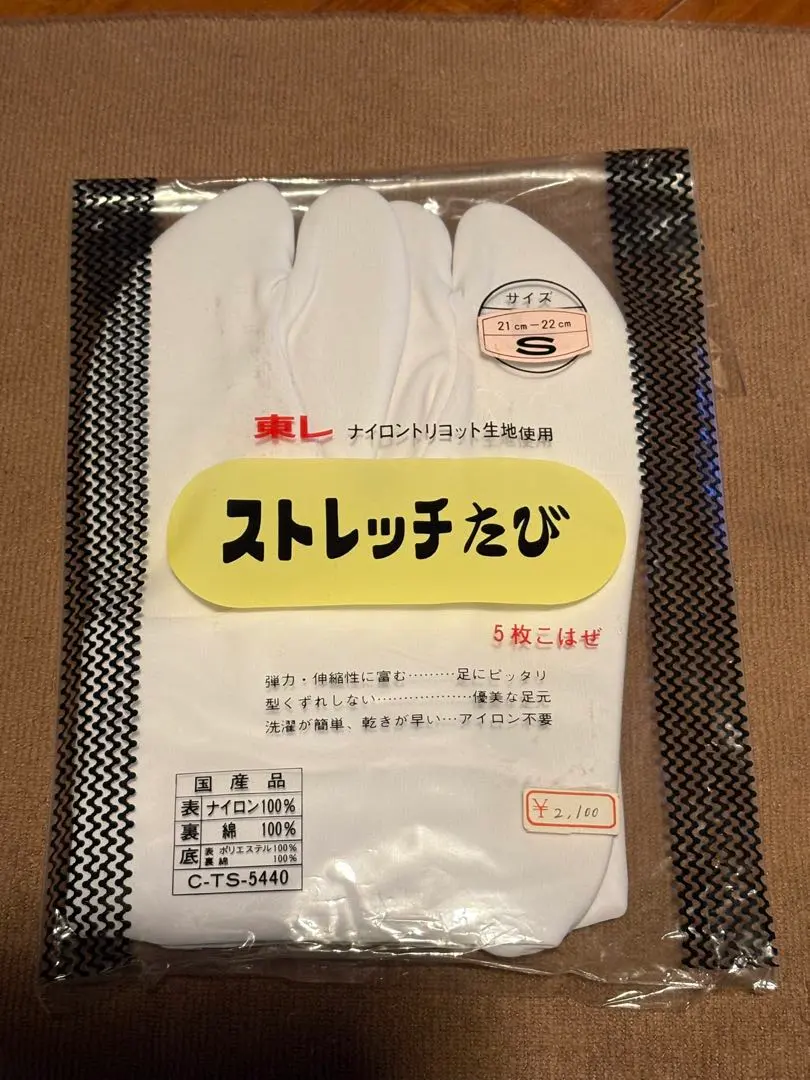 サイズ
21cm－22cm
S
東レ ナイロントリコット生地使用
ストレッチたび
5枚こはぜ
弾力・伸縮性に富む………足にピッタリ
型くずれしない………………優美な足元
洗濯が簡単、乾きが早い…アイロン不要
国産品
表 ナイロン100%
裏 綿 100%
底 表 ポリエステル100%
裏 綿 100%
C-TS-5440
¥2,100